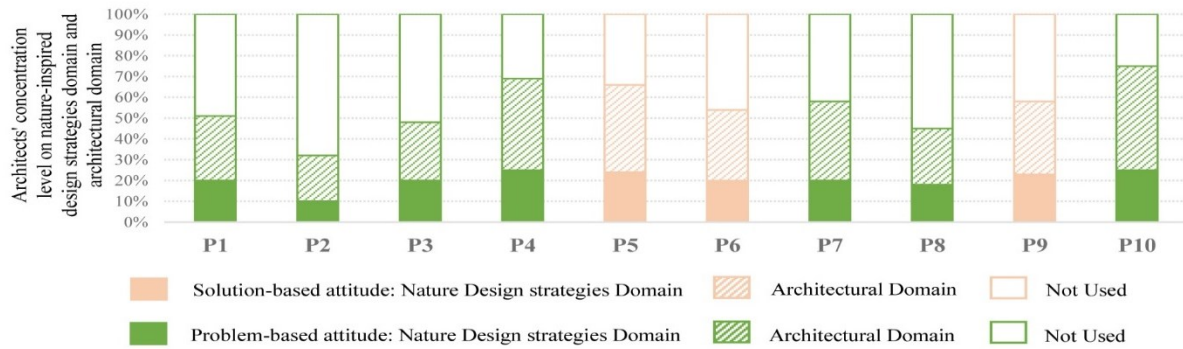 Architects' concentration
level on nature-inspired
design strategies domain and
architectural domain
100%
90%
80%
70%
60%
50%
40%
30%
20%
10%
0%
P1 P2 P3 P4 P5 P6 P7 P8 P9 P10
Solution-based attitude: Nature Design strategies Domain Architectural Domain Not Used
Problem-based attitude: Nature Design strategies Domain Architectural Domain Not Used